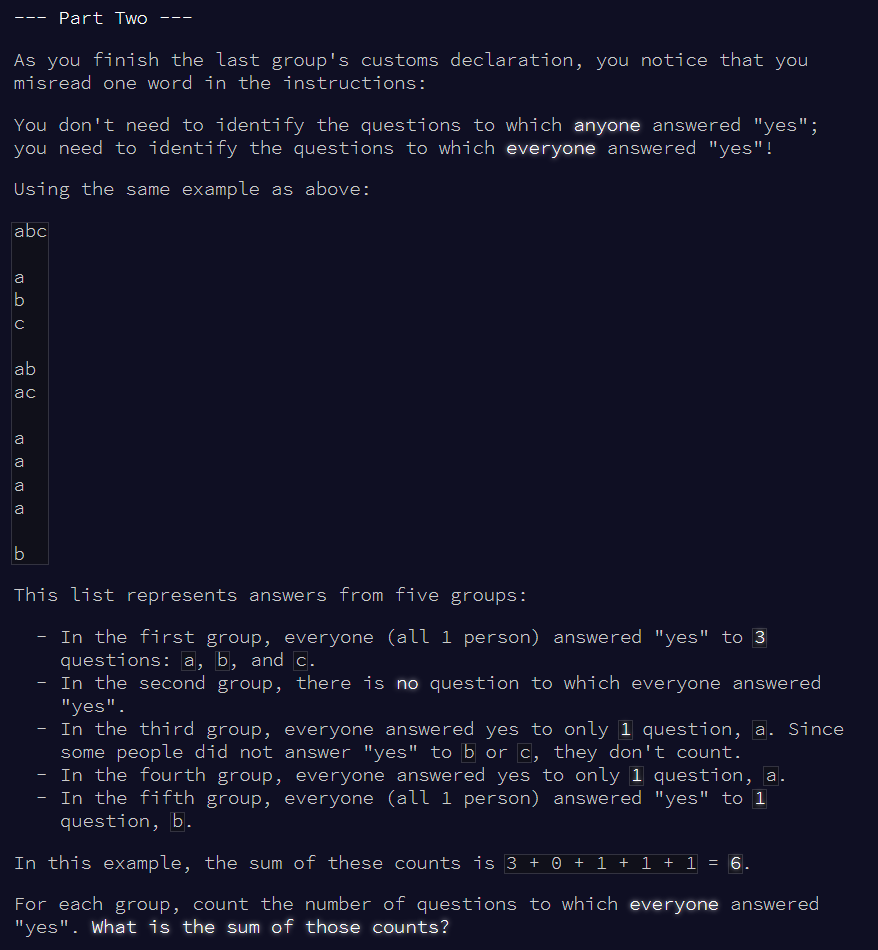 --- Part Two ---
As you finish the last group's customs declaration, you notice that you
misread one word in the instructions:
You don't need to identify the questions to which anyone answered "yes";
you need to identify the questions to which everyone answered "yes"!
Using the same example as above:
abc
a
b
c
ab
ac
a
a
a
a
b
This list represents answers from five groups:
- In the first group, everyone (all 1 person) answered "yes" to 3
questions: a, b, and c.
- In the second group, there is no question to which everyone answered
"yes".
- In the third group, everyone answered yes to only 1 question, a. Since
some people did not answer "yes" to b or c, they don't count.
- In the fourth group, everyone answered yes to only 1 question, a.
- In the fifth group, everyone (all 1 person) answered "yes" to 1
question, b.
In this example, the sum of these counts is 3 + 0 + 1 + 1 + 1 = 6.
For each group, count the number of questions to which everyone answered
"yes". What is the sum of those counts?